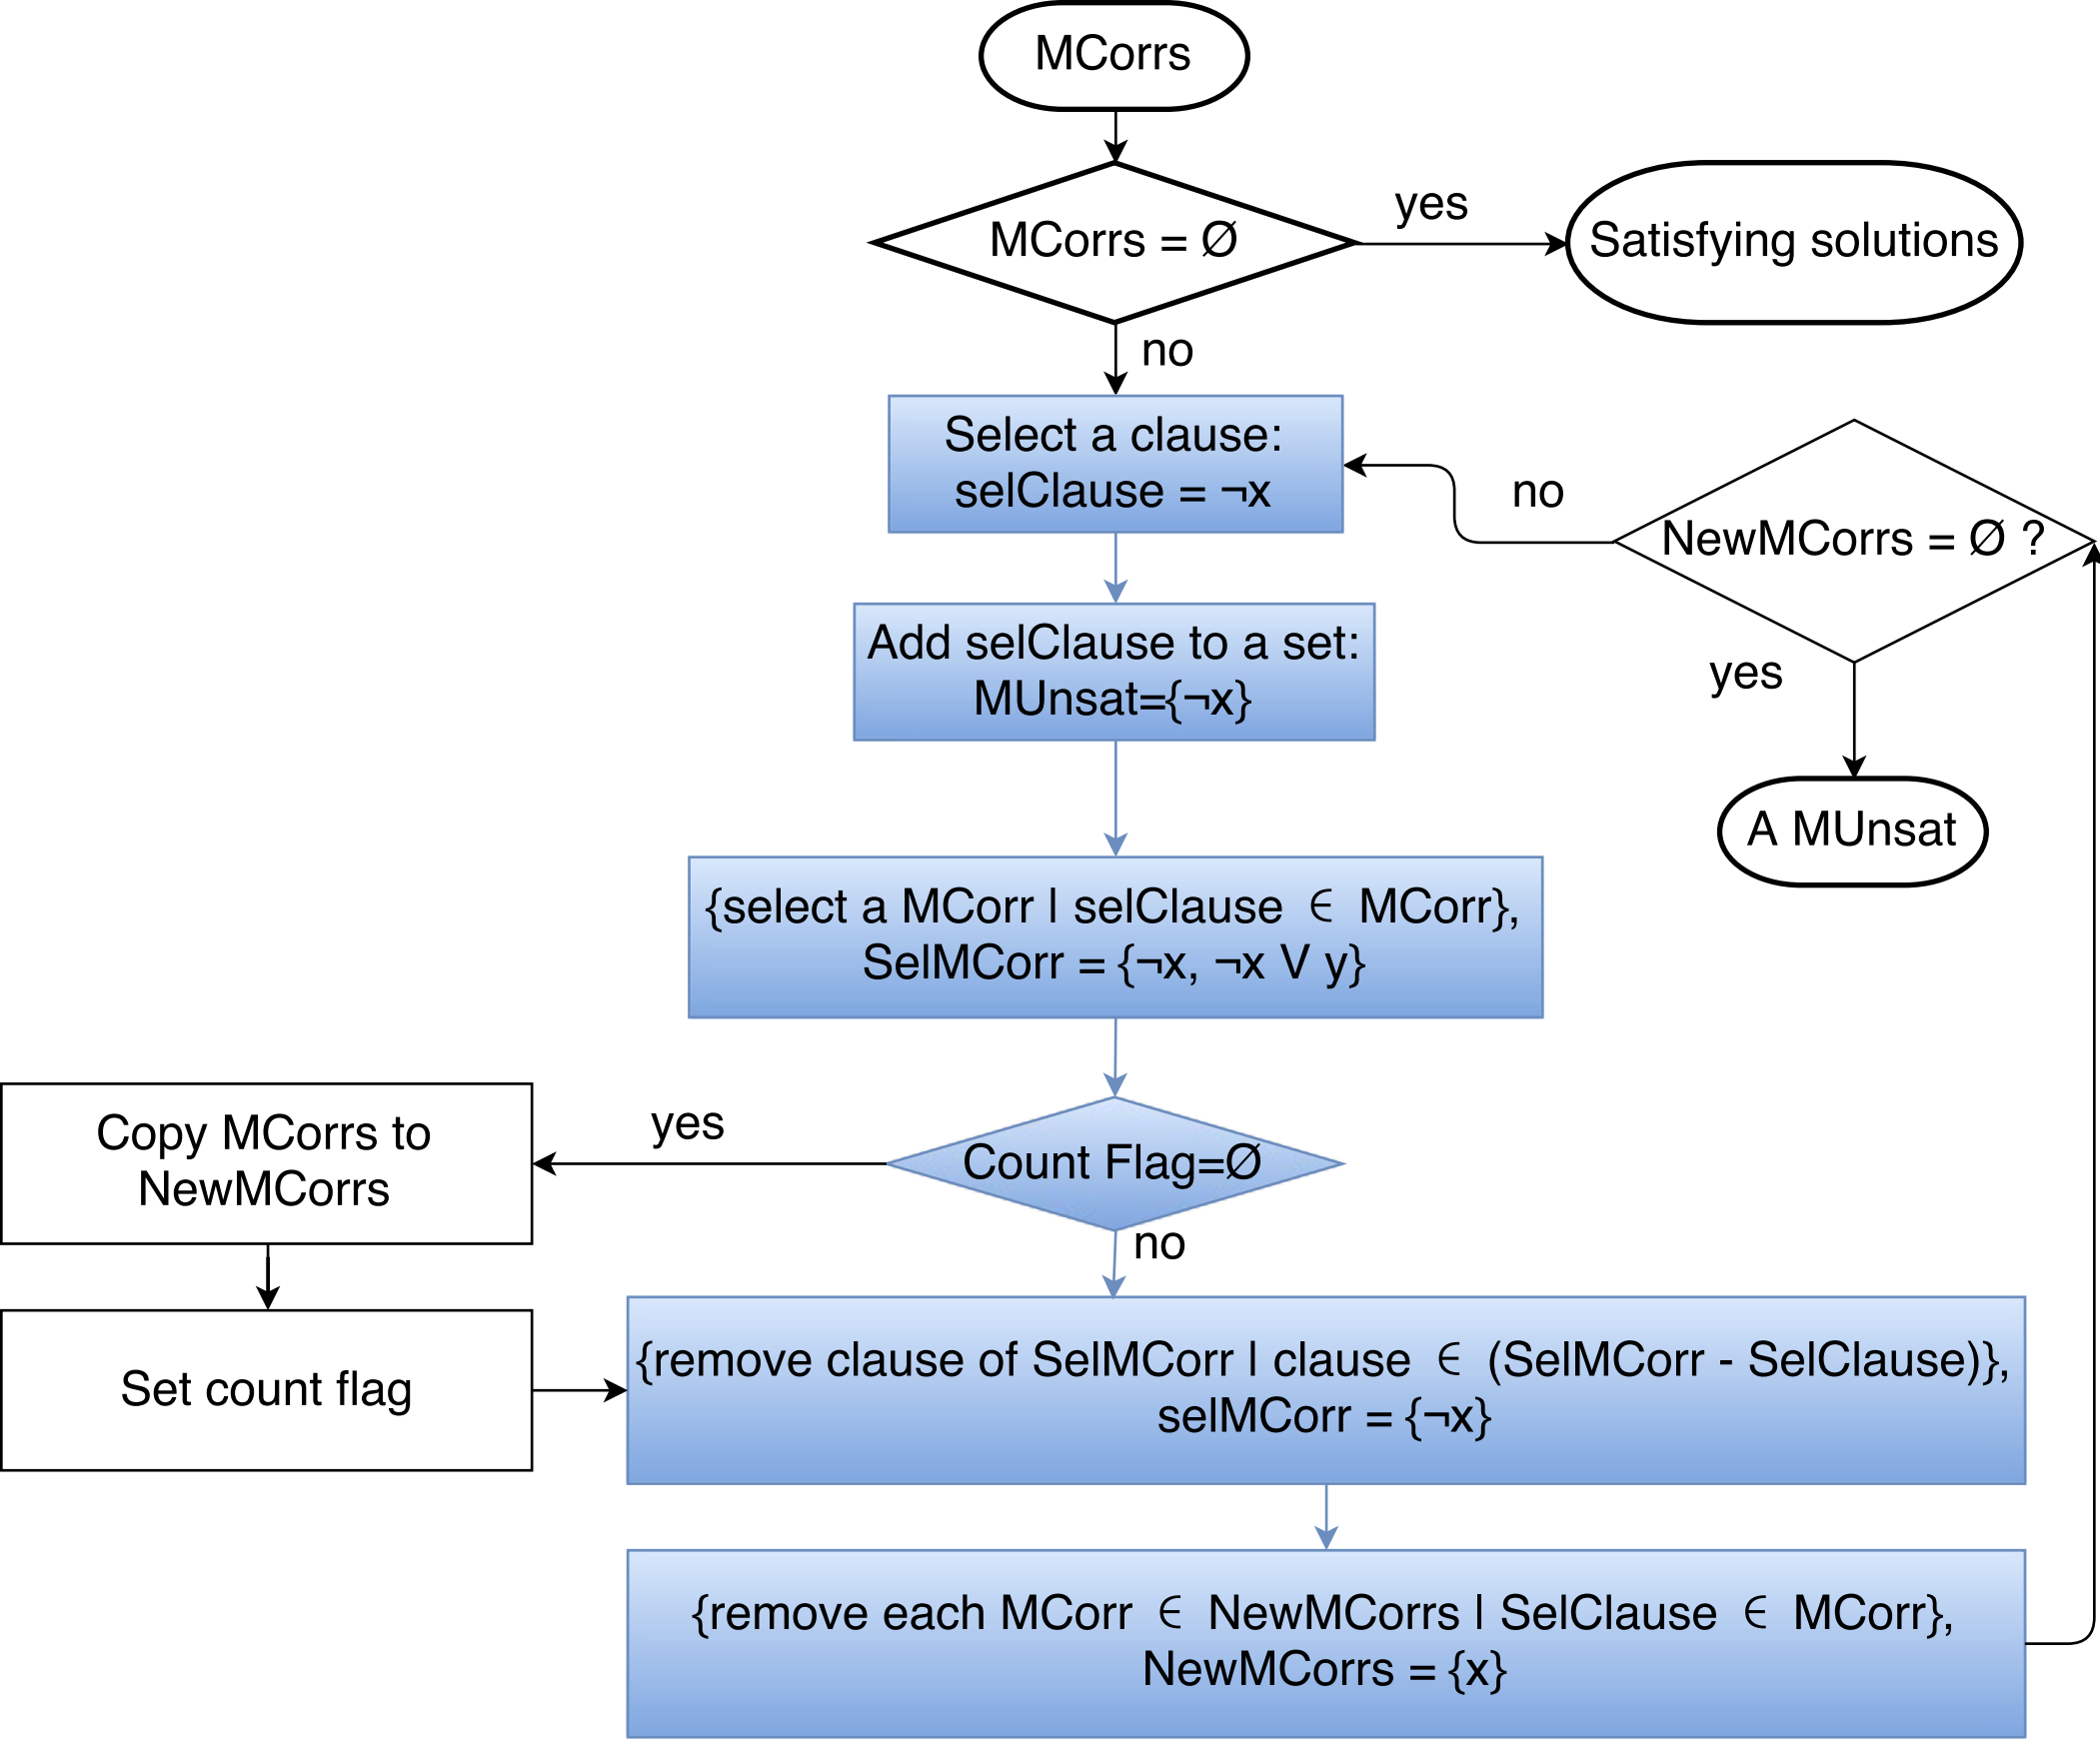 MCorrs
MCorrs = Ø
yes
Satisfying solutions
no
Select a clause:
selClause = ¬x
no
NewMCorrs = Ø ?
yes
Add selClause to a set:
MUnsat={¬x}
A MUnsat
{select a MCorr | selClause ∈ MCorr},
SelMCorr = {¬x, ¬x V y}
Count Flag=Ø
yes
Copy MCorrs to
NewMCorrs
no
Set count flag
{remove clause of SelMCorr | clause ∈ (SelMCorr - SelClause)},
selMCorr = {¬x}
{remove each MCorr ∈ NewMCorrs | SelClause ∈ MCorr},
NewMCorrs = {x}